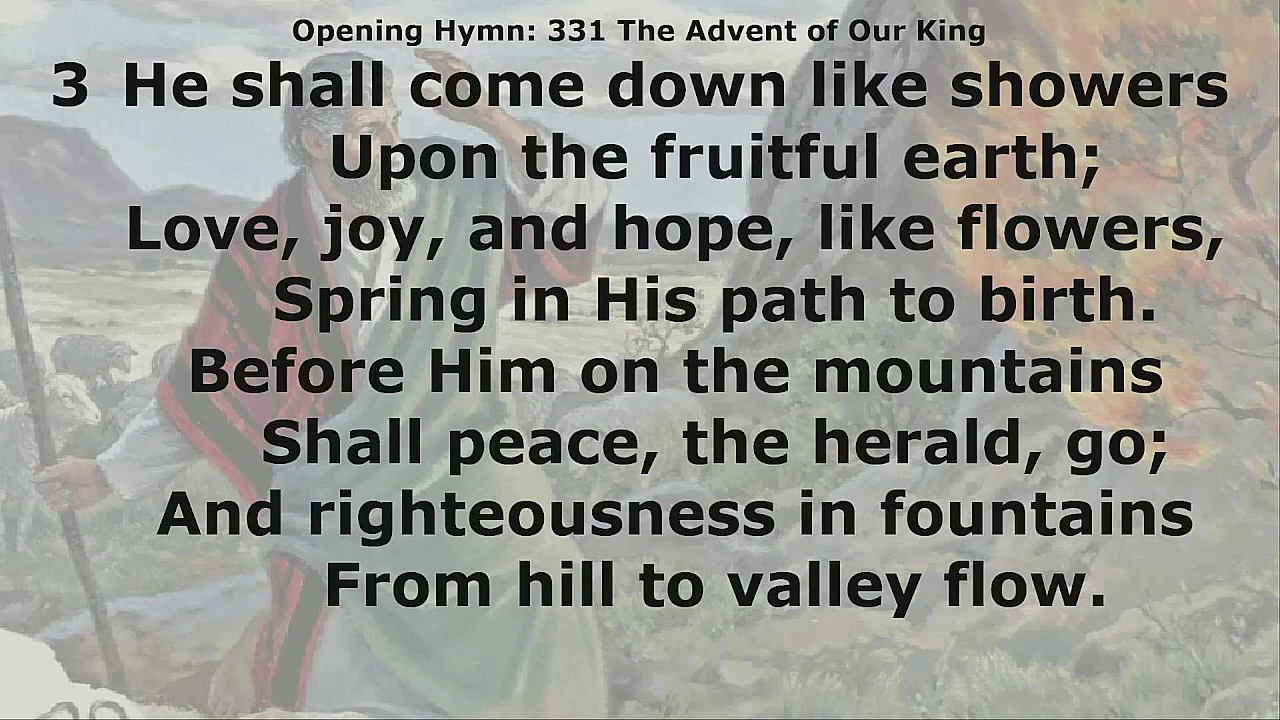 Opening Hymn: 331 The Advent of Our King
3 He shall come down like showers
Upon the fruitful earth;
Love, joy, and hope, like flowers,
Spring in His path to birth.
Before Him on the mountains
Shall peace, the herald, go;
And righteousness in fountains
From hill to valley flow.